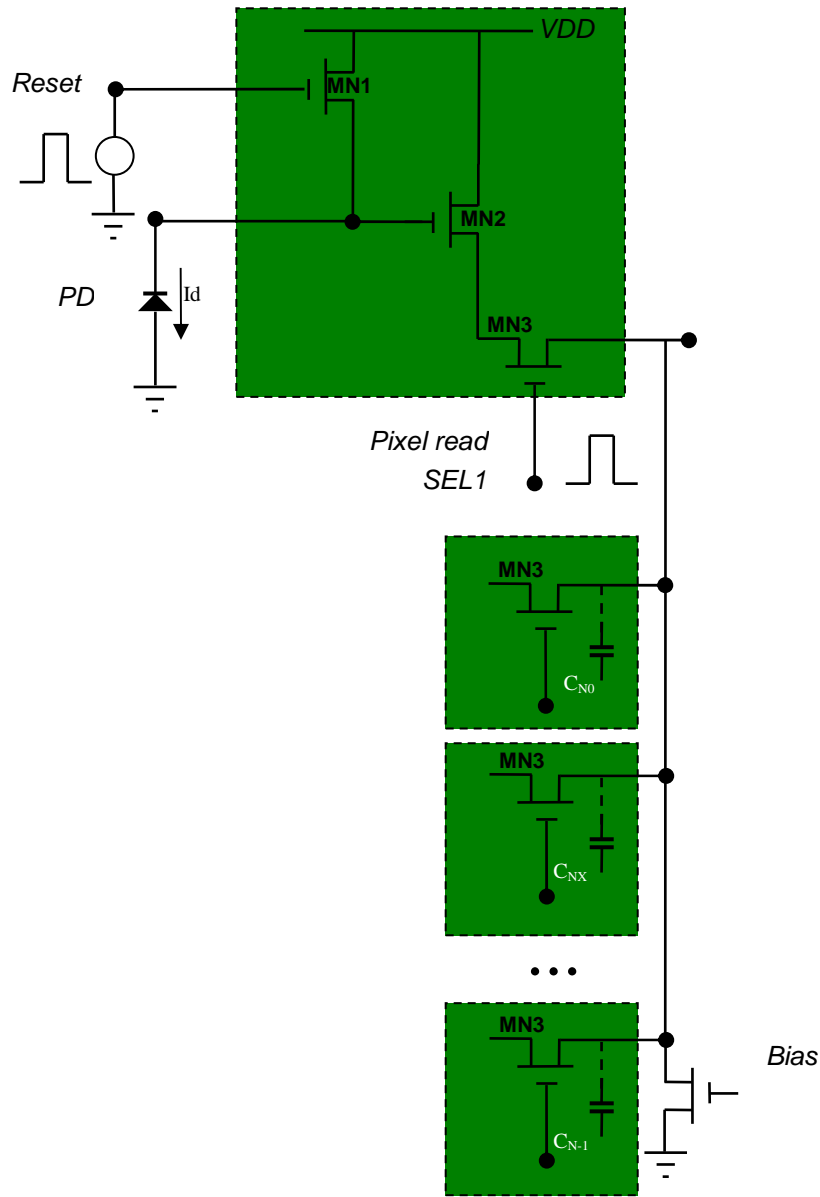 VDD
Reset
MN1
MN2
PD
Id
MN3
Pixel read
SEL1
MN3
CN0
MN3
CNX
...
MN3
Bias
CN-1